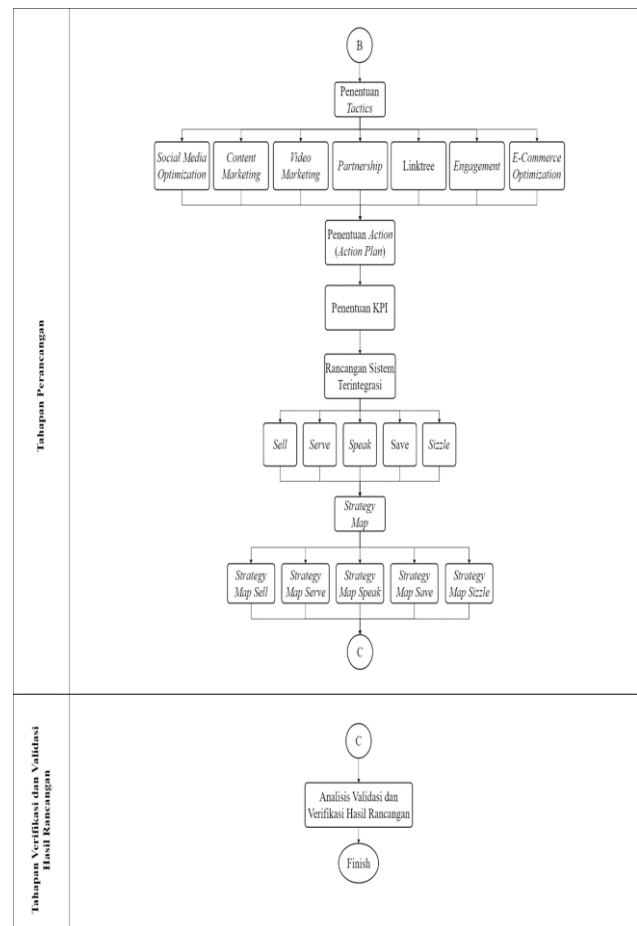 Tahapan Perancangan
B
Penentuan
Tactics
Social Media
Optimization
Content
Marketing
Video
Marketing
Partnership
Linktree
Engagement
E-Commerce
Optimization
Penentuan Action
(Action Plan)
Penentuan KPI
Rancangan Sistem
Terintegrasi
Sell
Serve
Speak
Save
Sizzle
Strategy
Map
Strategy
Map Sell
Strategy
Map Serve
Strategy
Map Speak
Strategy
Map Save
Strategy
Map Sizzle
C
Tahapan Verifikasi dan Validasi
Hasil Rancangan
C
Analisis Validasi dan
Verifikasi Hasil Rancangan
Finish